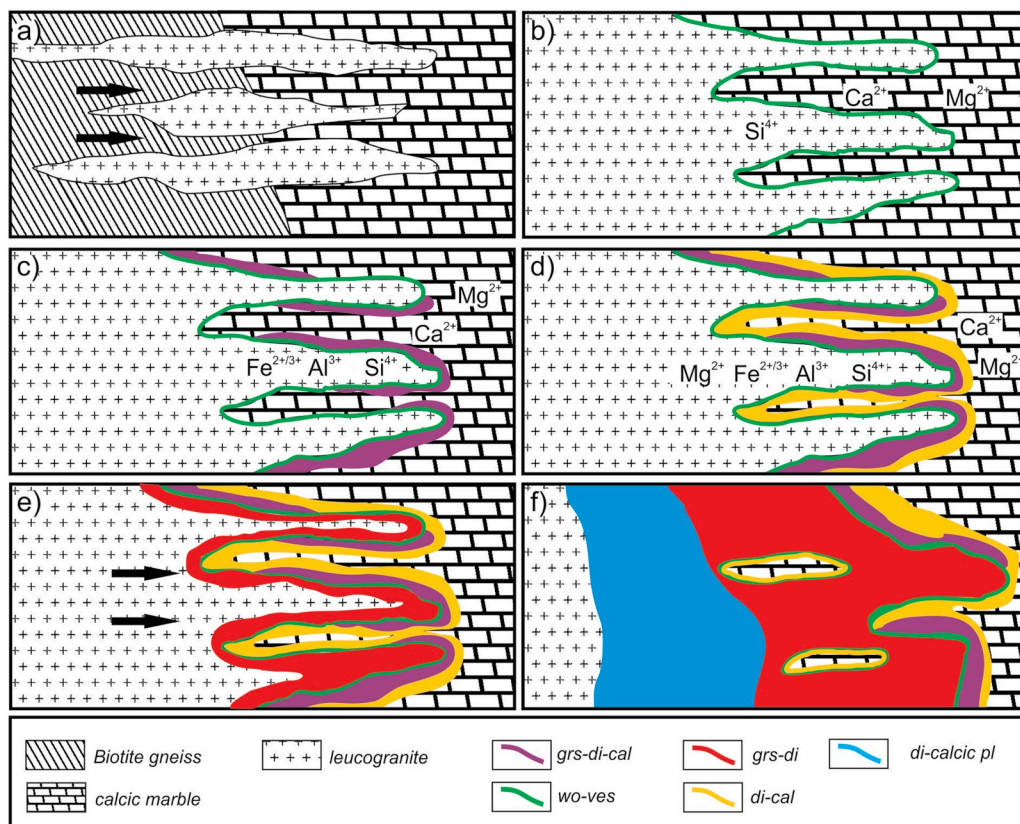 a)
b)
Ca²⁺ Mg²⁺
Si⁴⁺
c)
Mg²⁺
Ca²⁺
Fe²⁺/³⁺ Al³⁺ Si⁴⁺
d)
Ca²⁺
Mg²⁺ Fe²⁺/³⁺ Al³⁺ Si⁴⁺ Mg²⁺
e)
f)
Biotite gneiss leucogranite grs-di-cal grs-di di-calcic pl
calcic marble wo-ves di-cal